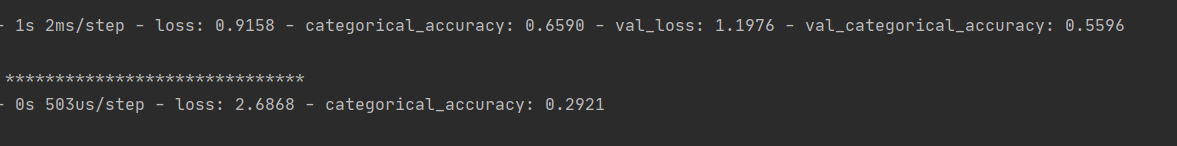 - 1s 2ms/step - loss: 0.9158 - categorical_accuracy: 0.6590 - val_loss: 1.1976 - val_categorical_accuracy: 0.5596
******************************
- 0s 503us/step - loss: 2.6868 - categorical_accuracy: 0.2921